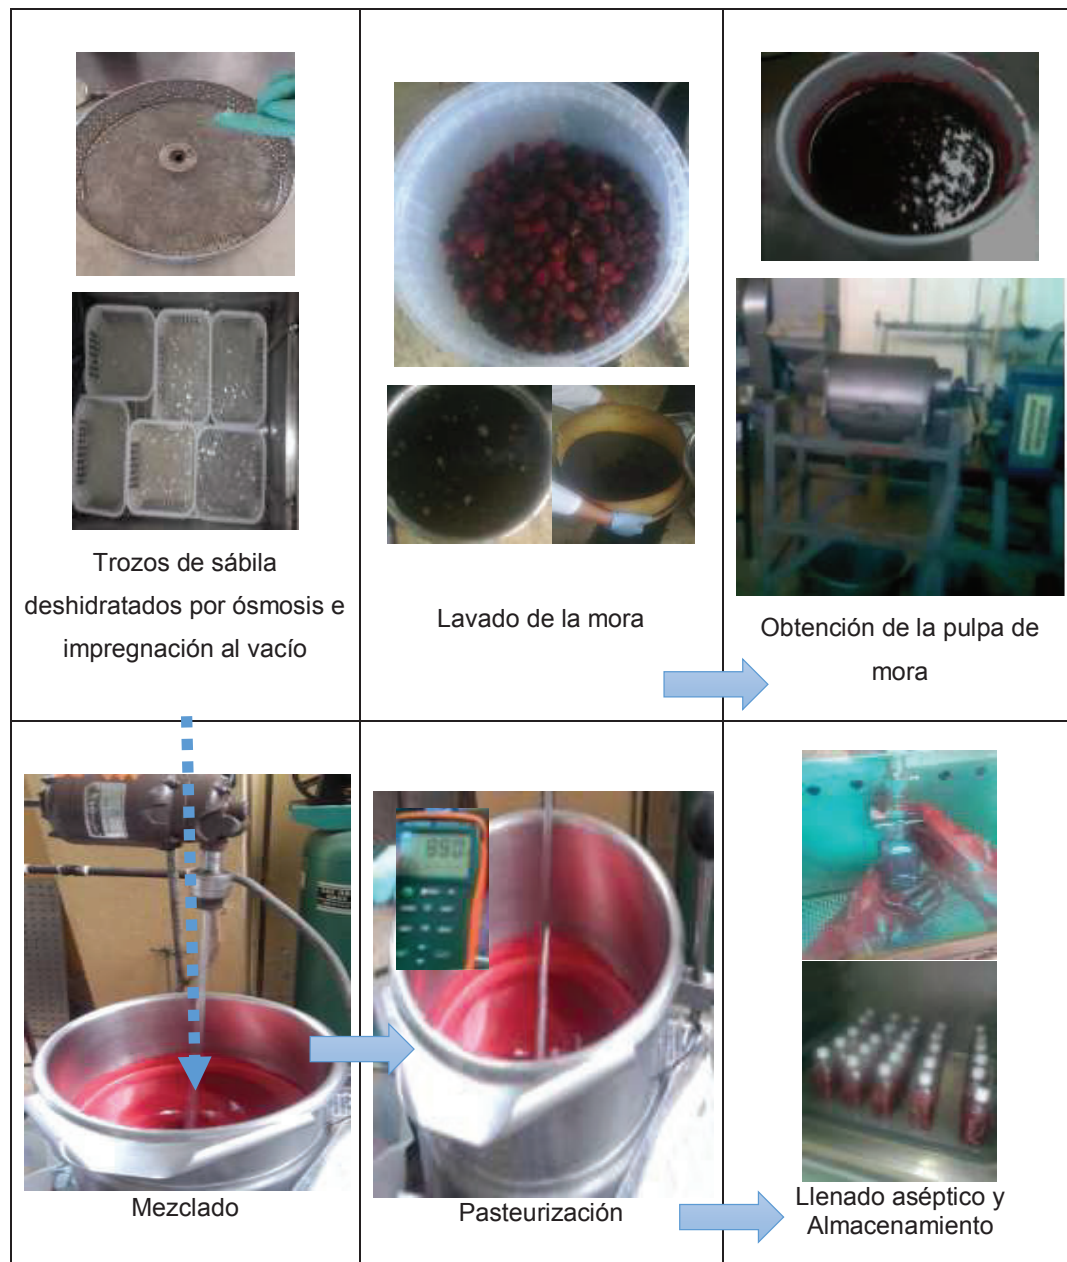 Trozos de sábila
deshidratados por ósmosis e
impregnación al vacío
Lavado de la mora
Obtención de la pulpa de
mora
Mezclado
Pasteurización
Llenado aséptico y
Almacenamiento